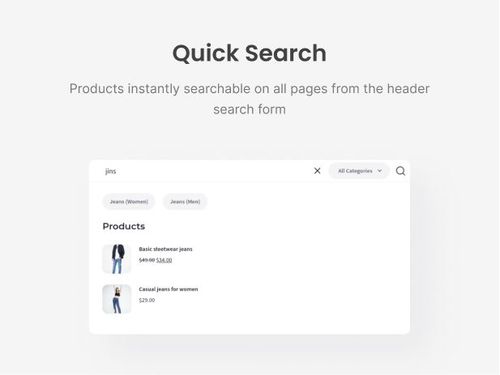 Quick Search
Products instantly searchable on all pages from the header
search form
jins
All Categories
Jeans (Women)
Jeans (Men)
Products
Basic steetwear jeans
$49.00 $34.00
Casual jeans for women
$29.00